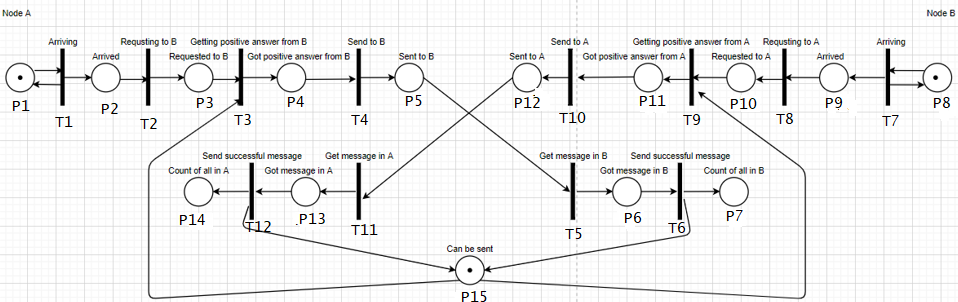 Node A
Node B
Arriving
Requsting to B
Getting positive answer from B
Send to B
Send to A
Getting positive answer from A
Requsting to A
Arriving
Arrived
Requested to B
Got positive answer from B
Sent to B
Sent to A
Got positive answer from A
Requested to A
Arrived
P1
P2
P3
P4
P5
P12
P11
P10
P9
P8
T1
T2
T3
T4
T10
T9
T8
T7
Send successful message
Get message in A
Get message in B
Send successful message
Count of all in A
Got message in A
Got message in B
Count of all in B
P14
P13
P6
P7
T12
T11
T5
T6
Can be sent
P15